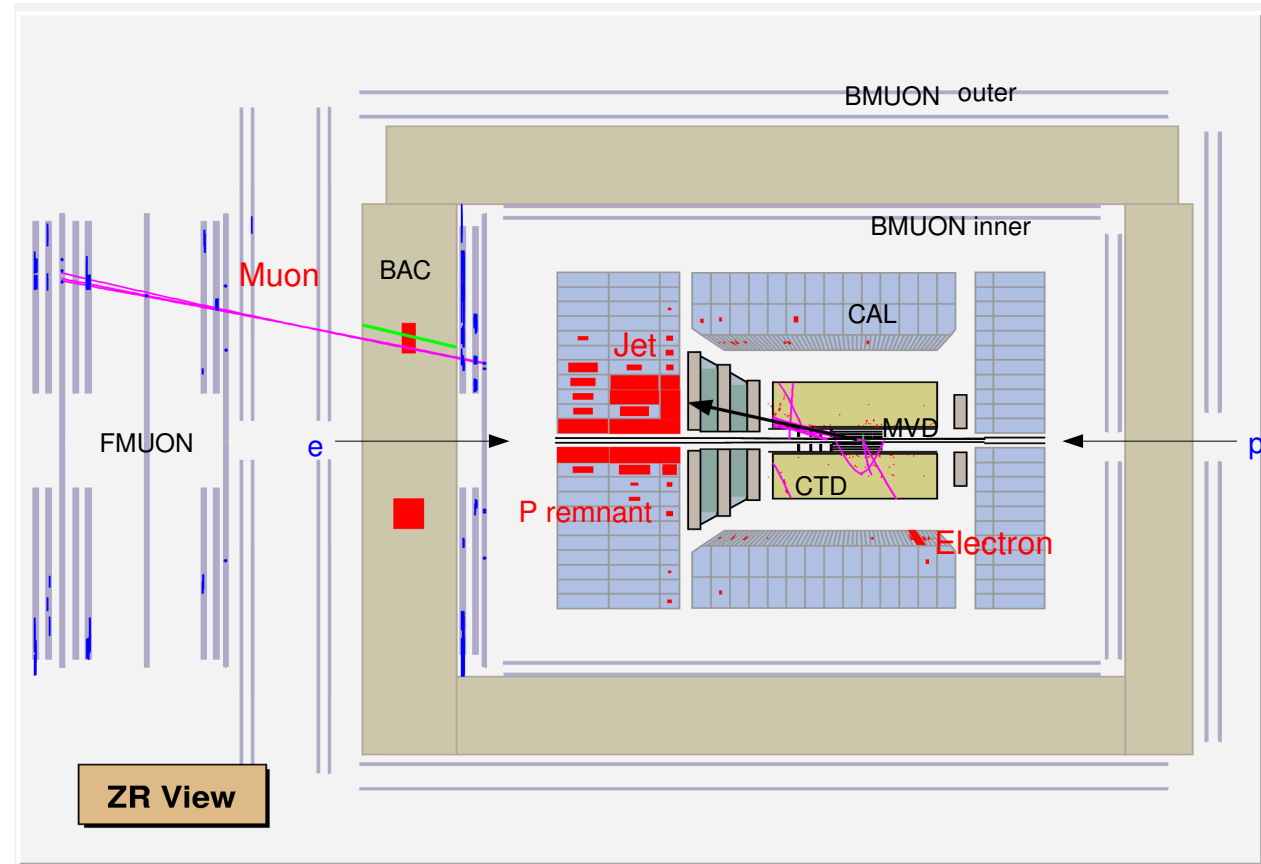 BMUON outer
BMUON inner
Muon
BAC
CAL
Jet
FMUON
e
MVD
p
CTD
P remnant
Electron
ZR View